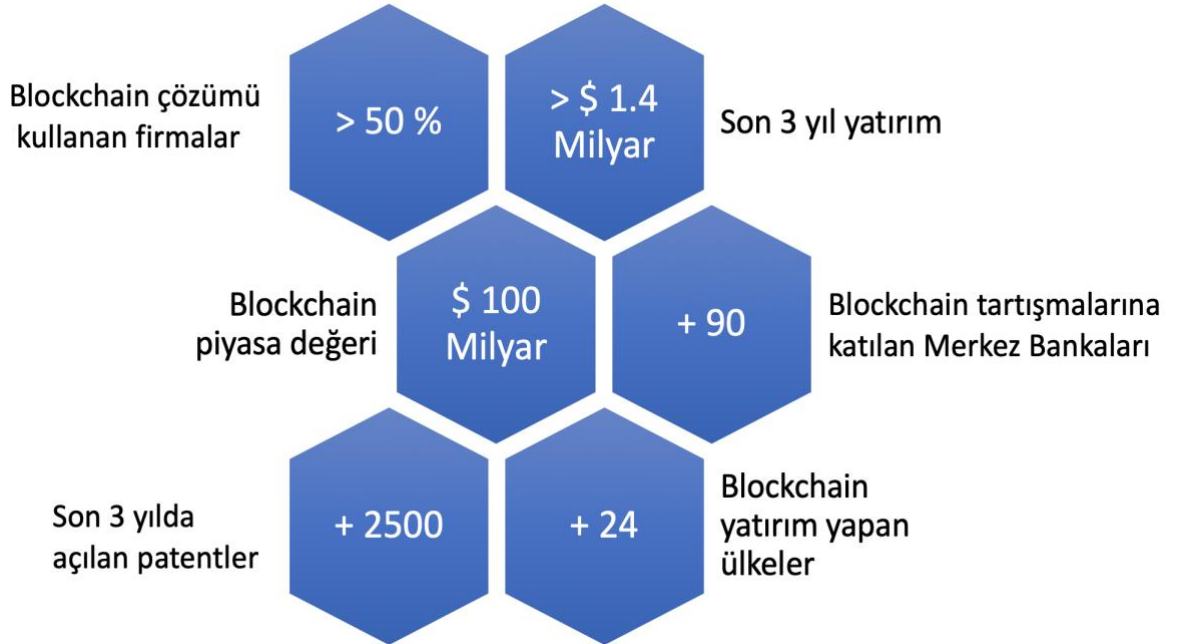 Blockchain çözümü
kullanan firmalar
> 50 %
> $ 1.4
Milyar
Son 3 yıl yatırım
Blockchain
piyasa değeri
$ 100
Milyar
+ 90
Blockchain tartışmalarına
katılan Merkez Bankaları
Son 3 yılda
açılan patentler
+ 2500
+ 24
Blockchain
yatırım yapan
ülkeler